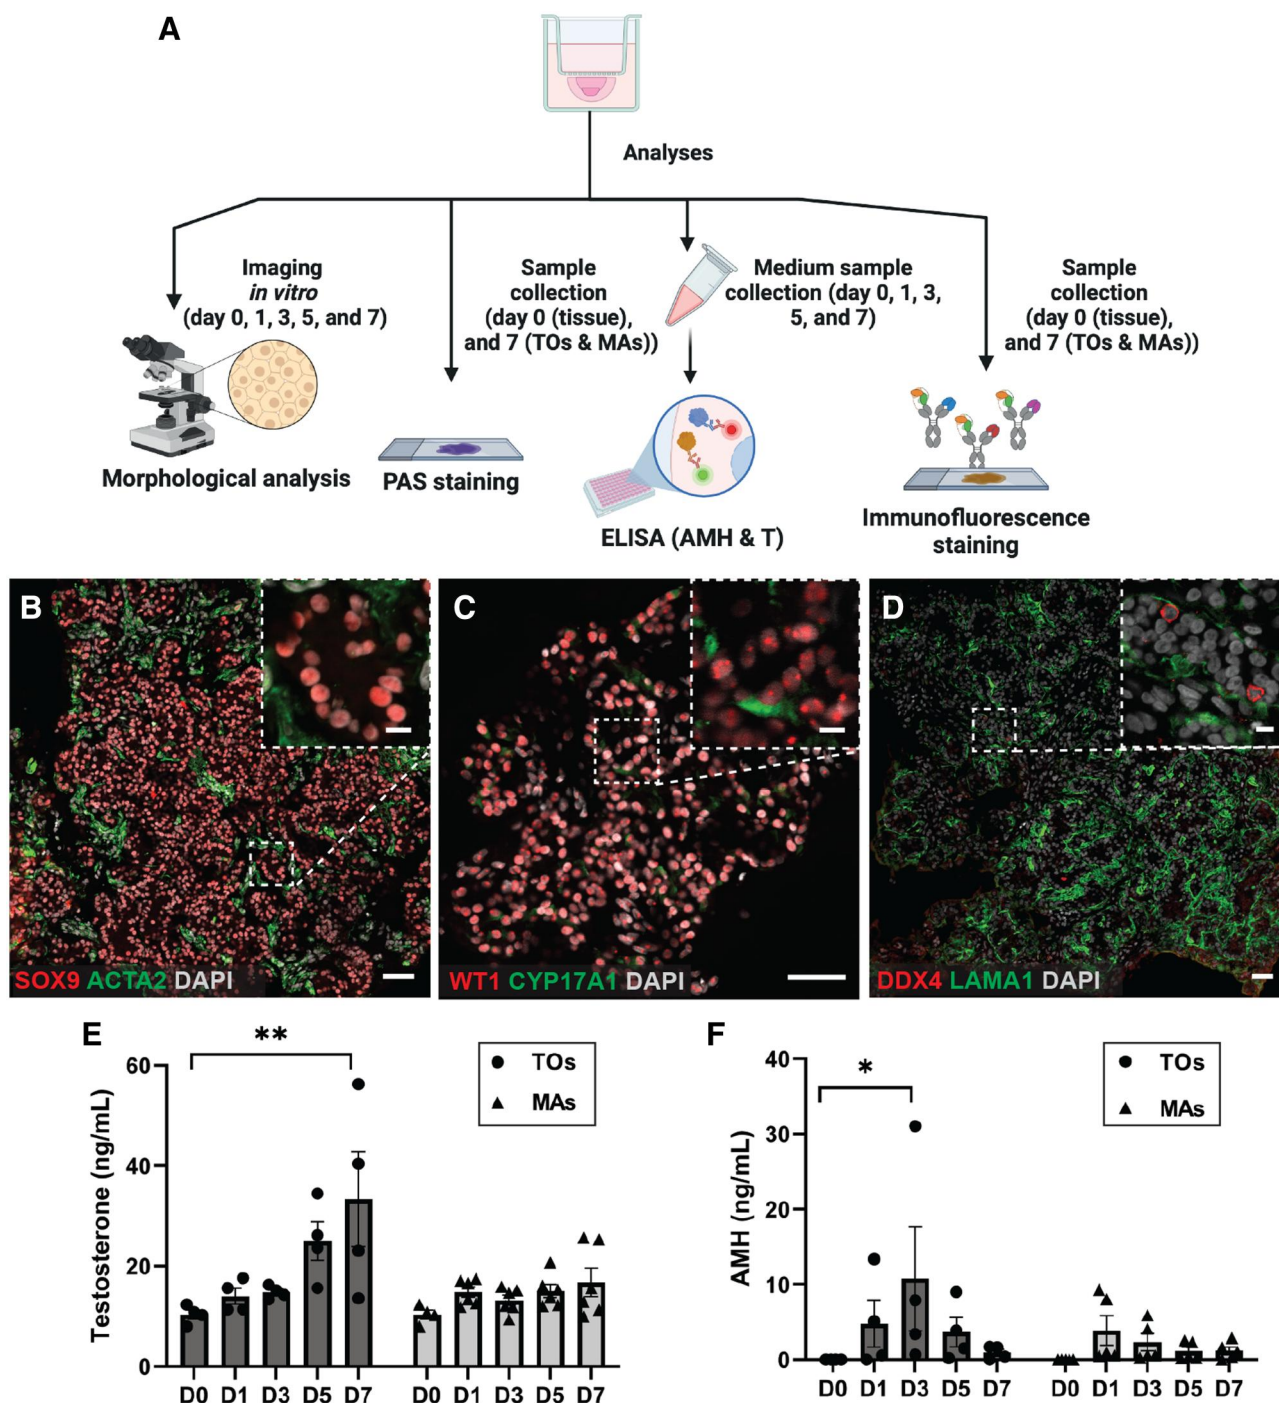 A
Analyses
Imaging
in vitro
(day 0, 1, 3, 5, and 7)
Morphological analysis
Sample
collection
(day 0 (tissue),
and 7 (TOs & MAs))
PAS staining
Medium sample
collection (day 0, 1, 3,
5, and 7)
ELISA (AMH & T)
Sample
collection
(day 0 (tissue),
and 7 (TOs & MAs))
Immunofluorescence
staining
B
SOX9 ACTA2 DAPI
C
WT1 CYP17A1 DAPI
D
DDX4 LAMA1 DAPI
E
**
TOs
MAs
Testosterone (ng/mL)
60
40
20
0
D0 D1 D3 D5 D7 D0 D1 D3 D5 D7
F
*
TOs
MAs
AMH (ng/mL)
40
30
20
10
0
D0 D1 D3 D5 D7 D0 D1 D3 D5 D7